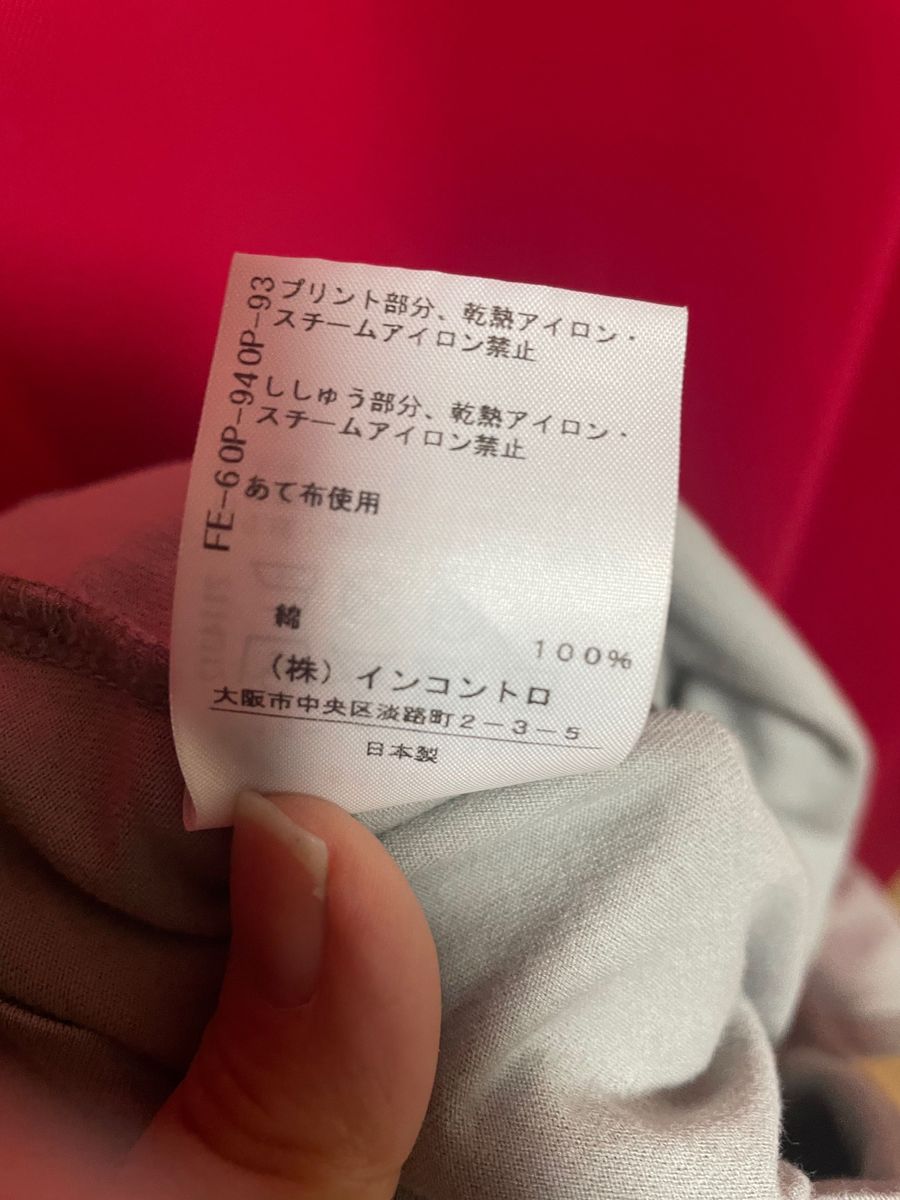 プリント部分、乾熱アイロン・
スチームアイロン禁止
ししゅう部分、乾熱アイロン・
スチームアイロン禁止
あて布使用
綿 100%
(株)インコントロ
大阪市中央区淡路町2-3-5
日本製
FE-60P-940P-93